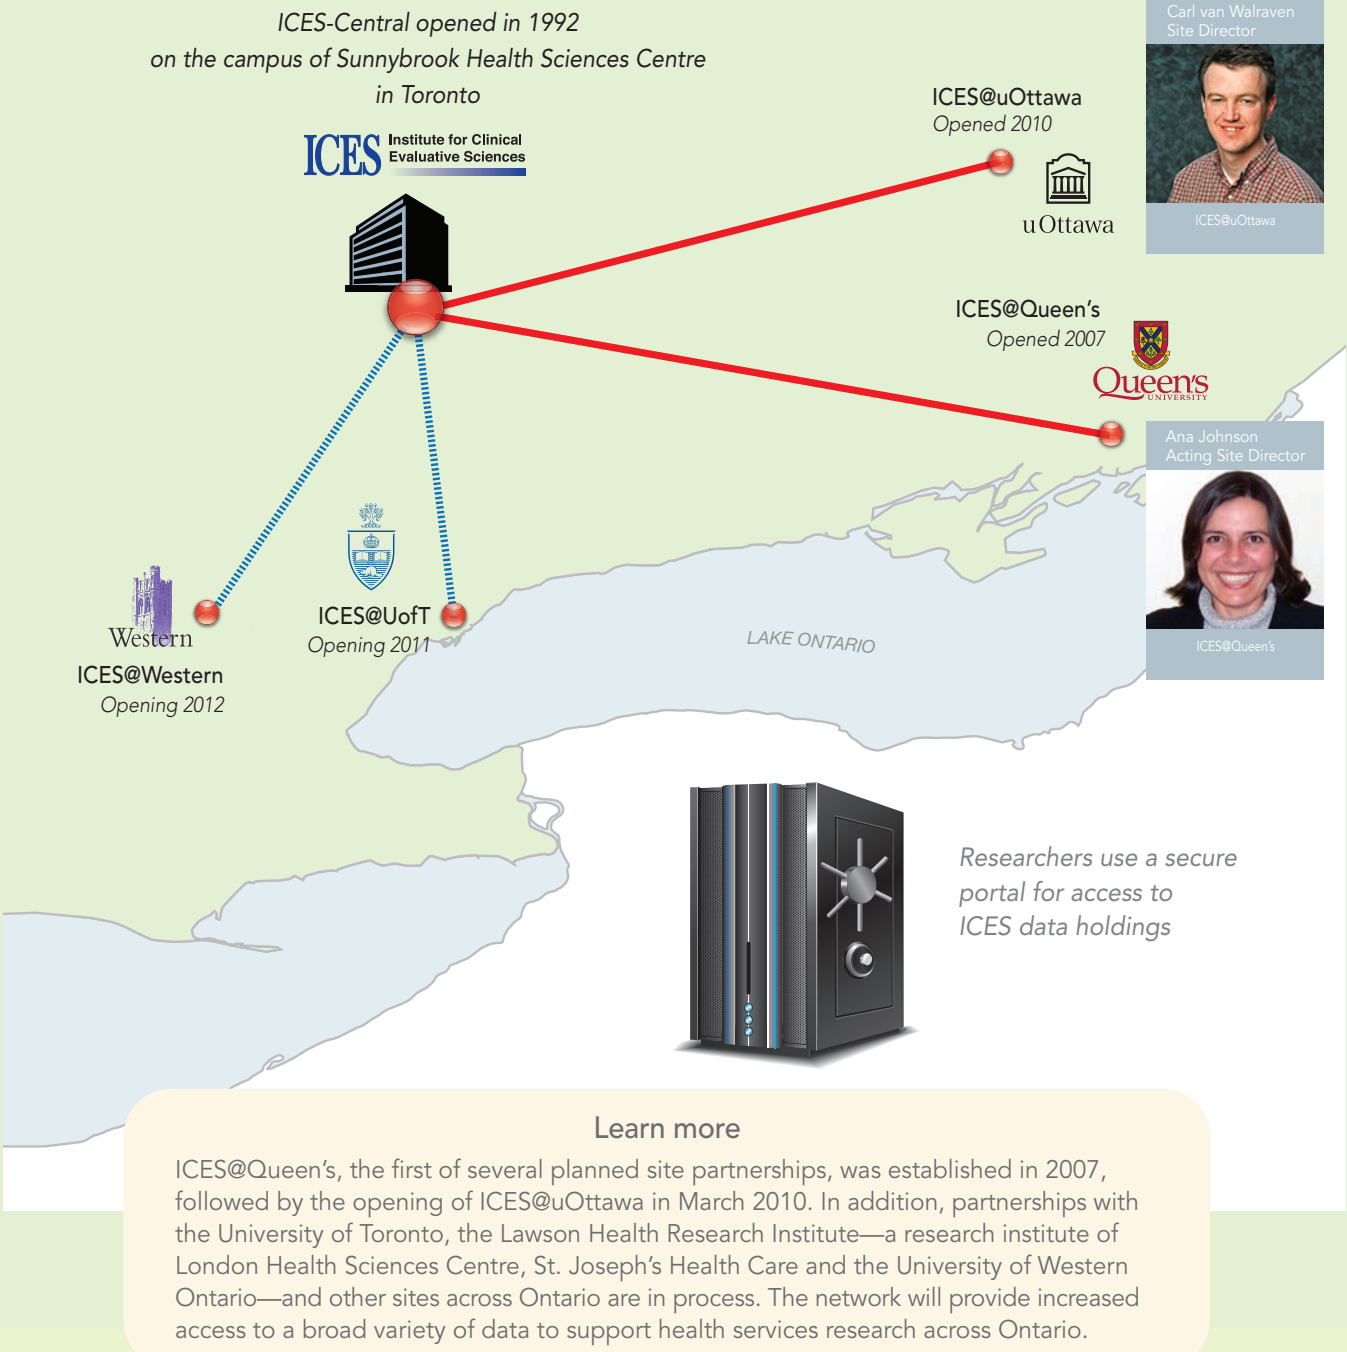 ICES-Central opened in 1992
on the campus of Sunnybrook Health Sciences Centre
in Toronto
ICES Institute for Clinical
Evaluative Sciences
Carl van Walraven
Site Director
ICES@uOttawa
ICES@uOttawa
Opened 2010
uOttawa
ICES@Queen's
Opened 2007
Queen's
UNIVERSITY
Ana Johnson
Acting Site Director
ICES@Queen's
Western
ICES@Western
Opening 2012
ICES@UofT
Opening 2011
LAKE ONTARIO
Researchers use a secure
portal for access to
ICES data holdings
Learn more
ICES@Queen's, the first of several planned site partnerships, was established in 2007,
followed by the opening of ICES@uOttawa in March 2010. In addition, partnerships with
the University of Toronto, the Lawson Health Research Institute—a research institute of
London Health Sciences Centre, St. Joseph's Health Care and the University of Western
Ontario—and other sites across Ontario are in process. The network will provide increased
access to a broad variety of data to support health services research across Ontario.